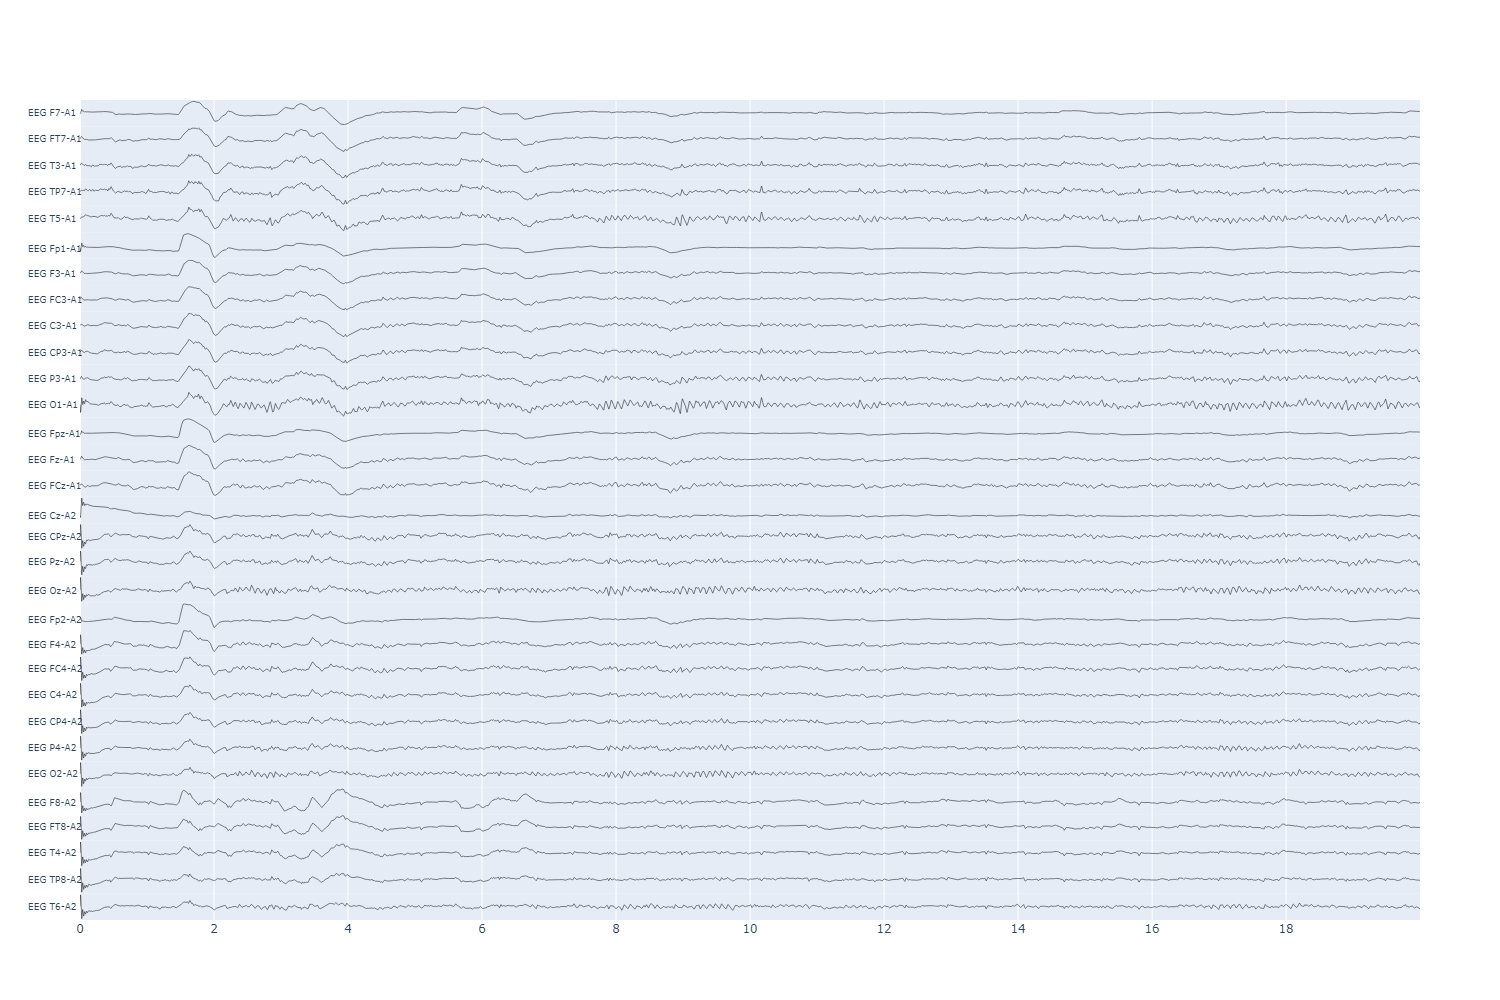 EEG F7-A1
EEG FT7-A1
EEG T3-A1
EEG TP7-A1
EEG T5-A1
EEG Fp1-A1
EEG F3-A1
EEG FC3-A1
EEG C3-A1
EEG CP3-A1
EEG P3-A1
EEG O1-A1
EEG Fpz-A1
EEG Fz-A1
EEG FCz-A1
EEG Cz-A2
EEG CPz-A2
EEG Pz-A2
EEG Oz-A2
EEG Fp2-A2
EEG F4-A2
EEG FC4-A2
EEG C4-A2
EEG CP4-A2
EEG P4-A2
EEG O2-A2
EEG F8-A2
EEG FT8-A2
EEG T4-A2
EEG TP8-A2
EEG T6-A2
0 2 4 6 8 10 12 14 16 18